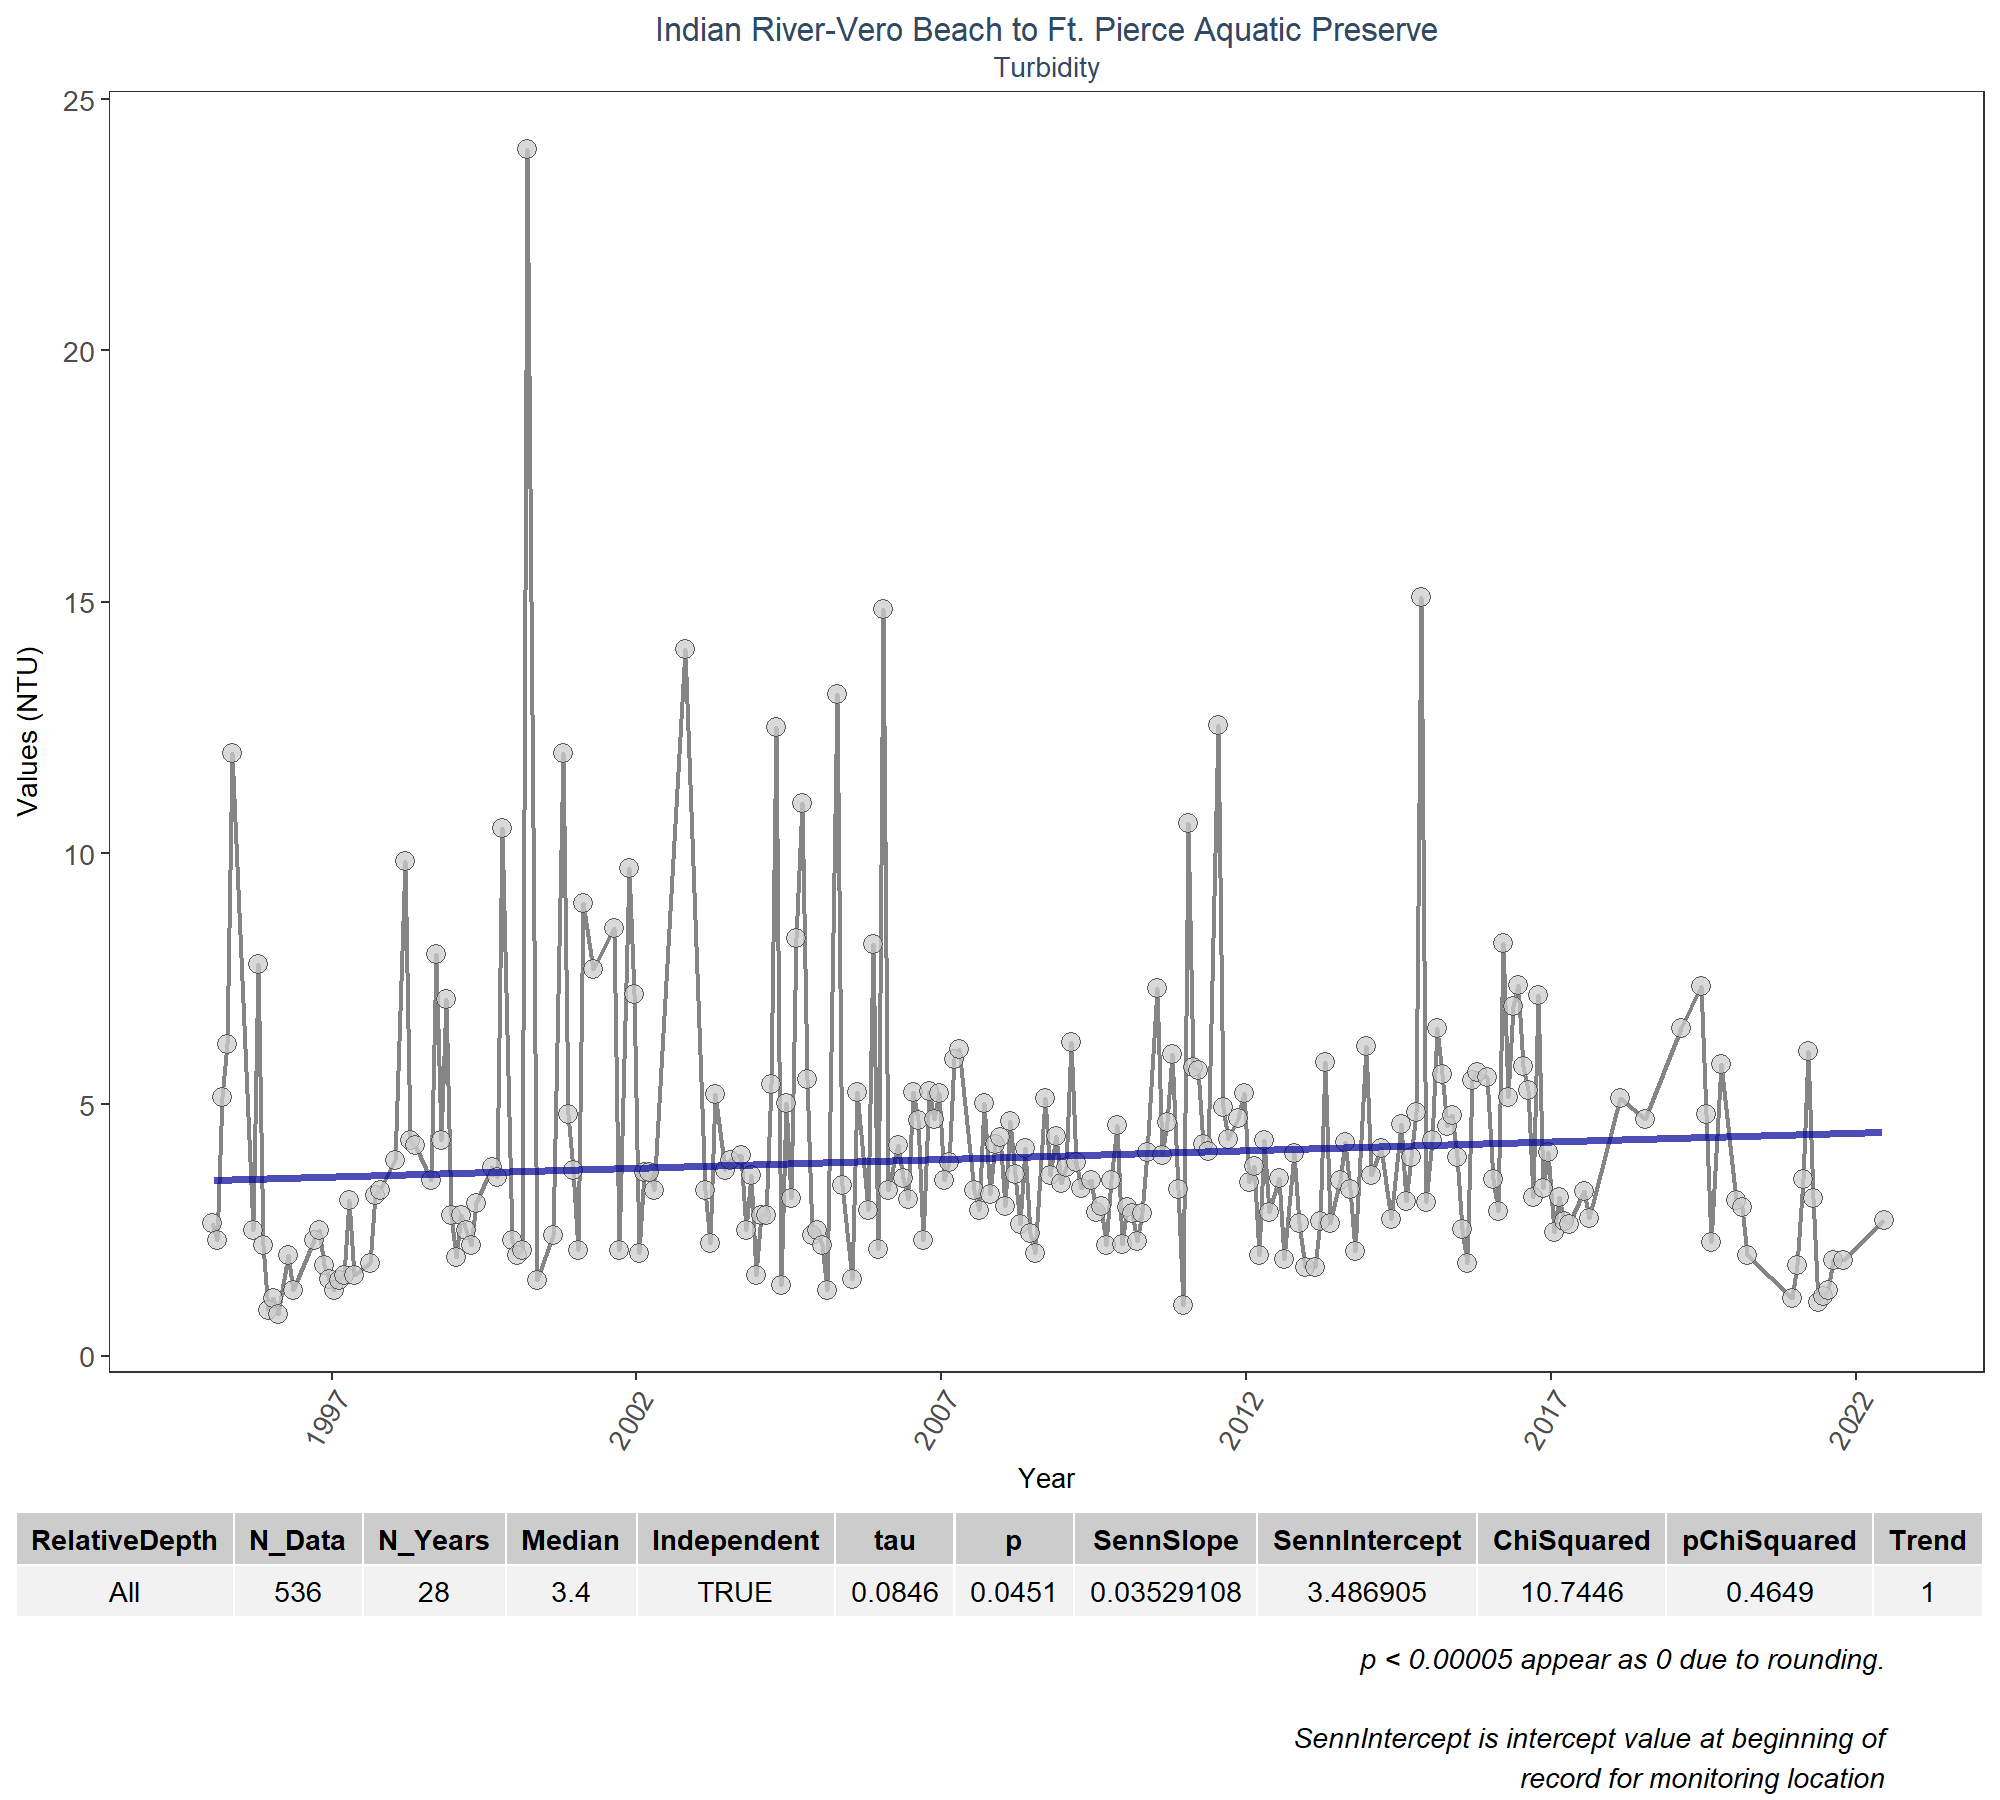 Indian River-Vero Beach to Ft. Pierce Aquatic Preserve
Turbidity
25
20
15
10
5
0
Values (NTU)
1997
2002
2007
2012
2017
2022
Year
RelativeDepth N_Data N_Years Median Independent tau p SennSlope SennIntercept ChiSquared pChiSquared Trend
All 536 28 3.4 TRUE 0.0846 0.0451 0.03529108 3.486905 10.7446 0.4649 1
p < 0.00005 appear as 0 due to rounding.
SennIntercept is intercept value at beginning of
record for monitoring location